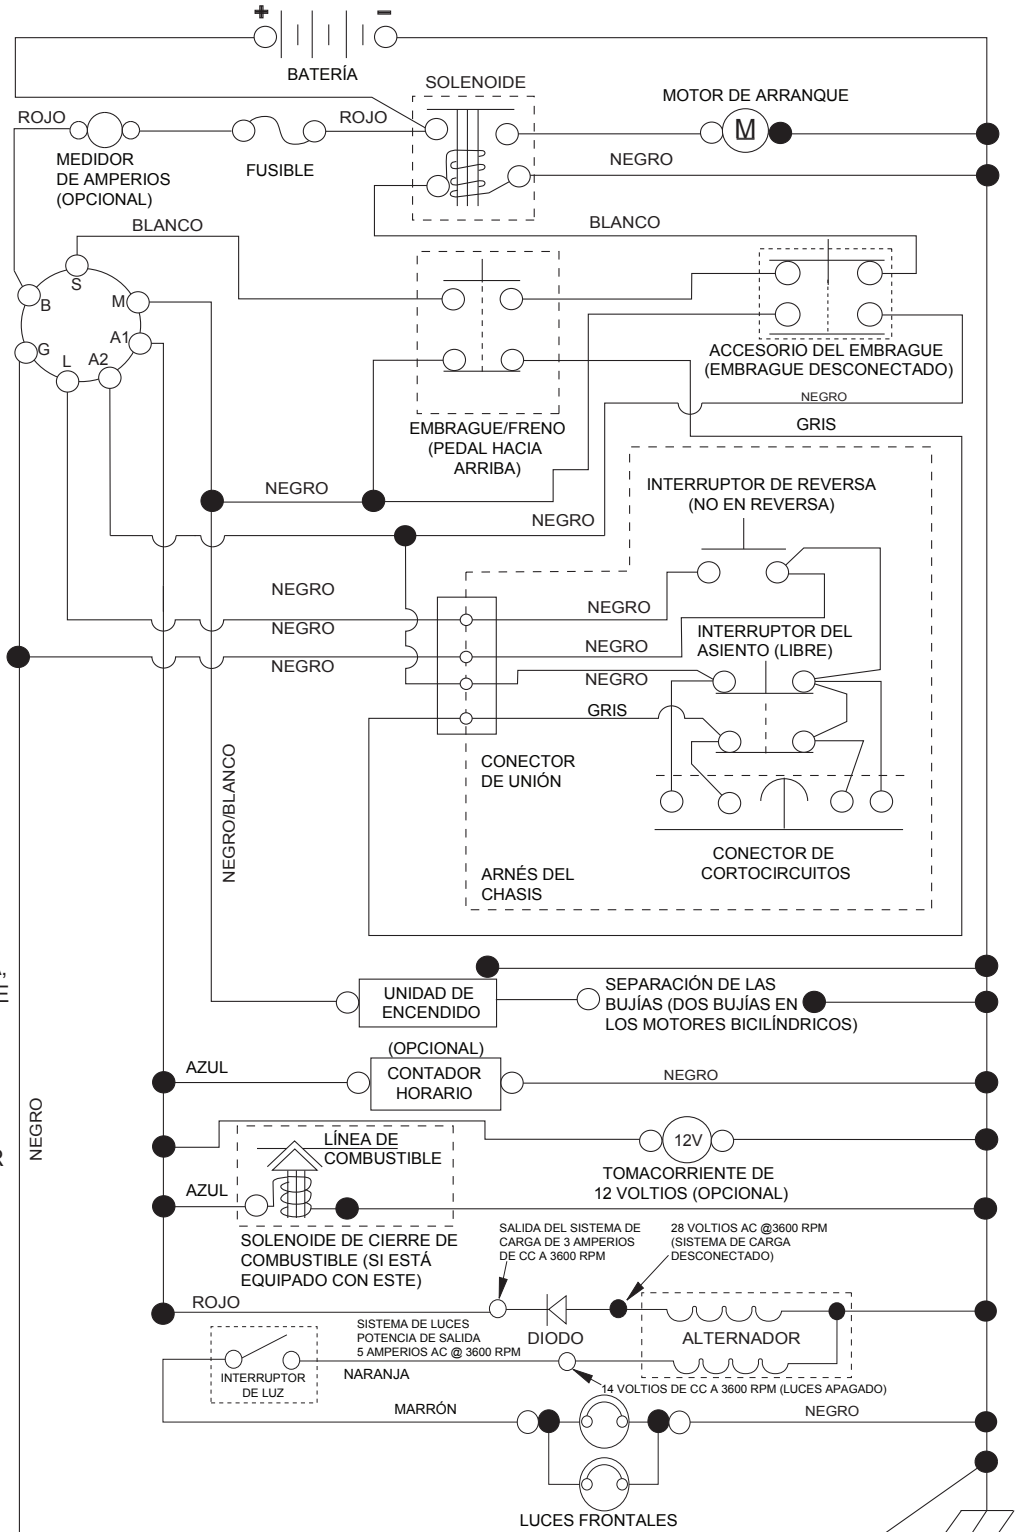 + −
BATERÍA
SOLENOIDE
MOTOR DE ARRANQUE
ROJO
ROJO
M
NEGRO
MEDIDOR
DE AMPERIOS
(OPCIONAL)
FUSIBLE
BLANCO
BLANCO
S
B
M
A1
G
L
A2
ACCESORIO DEL EMBRAGUE
(EMBRAGUE DESCONECTADO)
NEGRO
GRIS
EMBRAGUE/FRENO
(PEDAL HACIA
ARRIBA)
NEGRO
NEGRO
INTERRUPTOR DE REVERSA
(NO EN REVERSA)
NEGRO
NEGRO
NEGRO
NEGRO
NEGRO
NEGRO
GRIS
INTERRUPTOR DEL
ASIENTO (LIBRE)
CONECTOR
DE UNIÓN
NEGRO/BLANCO
CONECTOR DE
CORTOCIRCUITOS
ARNÉS DEL
CHASIS
UNIDAD DE
ENCENDIDO
SEPARACIÓN DE LAS
BUJÍAS (DOS BUJÍAS EN
LOS MOTORES BICILÍNDRICOS)
(OPCIONAL)
AZUL
CONTADOR
HORARIO
NEGRO
NEGRO
LÍNEA DE
COMBUSTIBLE
12V
TOMACORRIENTE DE
12 VOLTIOS (OPCIONAL)
AZUL
SOLENOIDE DE CIERRE DE
COMBUSTIBLE (SI ESTÁ
EQUIPADO CON ESTE)
SALIDA DEL SISTEMA DE
CARGA DE 3 AMPERIOS
DE CC A 3600 RPM
28 VOLTIOS AC @3600 RPM
(SISTEMA DE CARGA
DESCONECTADO)
ROJO
DIODO
ALTERNADOR
SISTEMA DE LUCES
POTENCIA DE SALIDA
5 AMPERIOS AC @ 3600 RPM
INTERRUPTOR
DE LUZ
NARANJA
14 VOLTIOS DE CC A 3600 RPM (LUCES APAGADO)
MARRÓN
NEGRO
LUCES FRONTALES